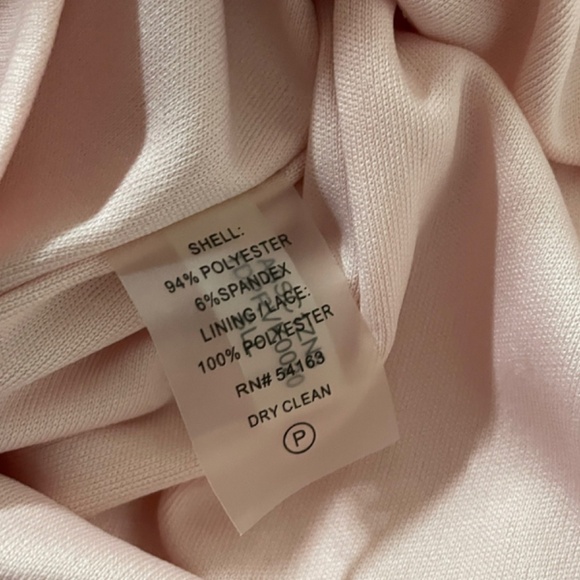 SHELL:
94% POLYESTER
6%SPANDEX
LINING/LACE:
100% POLYESTER
RN# 54163
DRY CLEAN
P